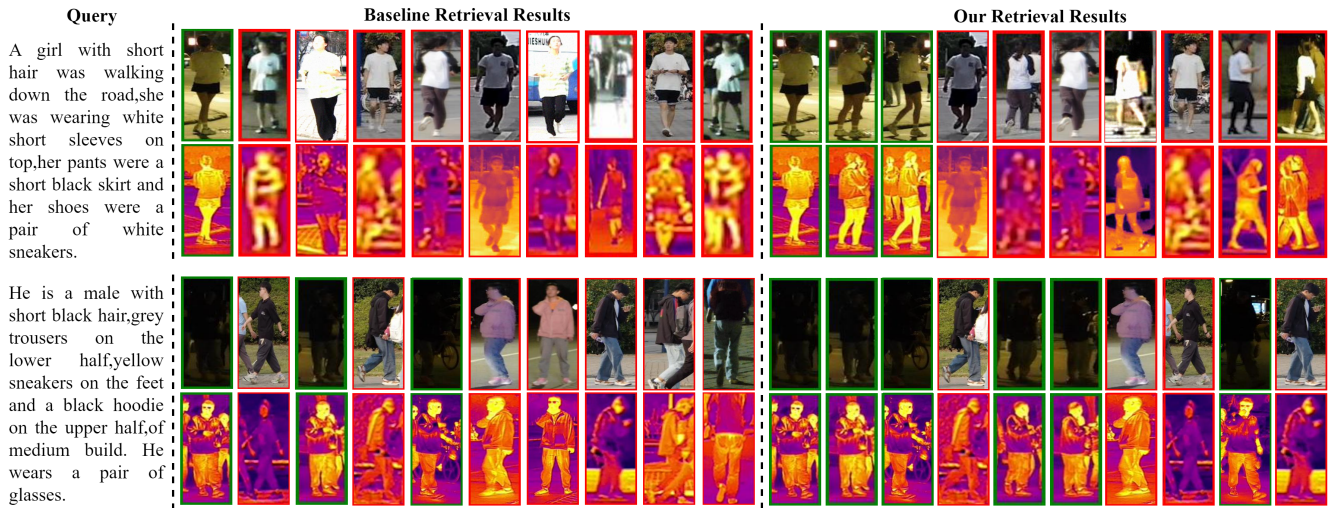 Query
Baseline Retrieval Results
Our Retrieval Results
A girl with short
hair was walking
down the road,she
was wearing white
short sleeves on
top,her pants were a
short black skirt and
her shoes were a
pair of white
sneakers.
IESHUM
He is a male with
short black hair,grey
trousers on the
lower half,yellow
sneakers on the feet
and a black hoodie
on the upper half,of
medium build. He
wears a pair of
glasses.